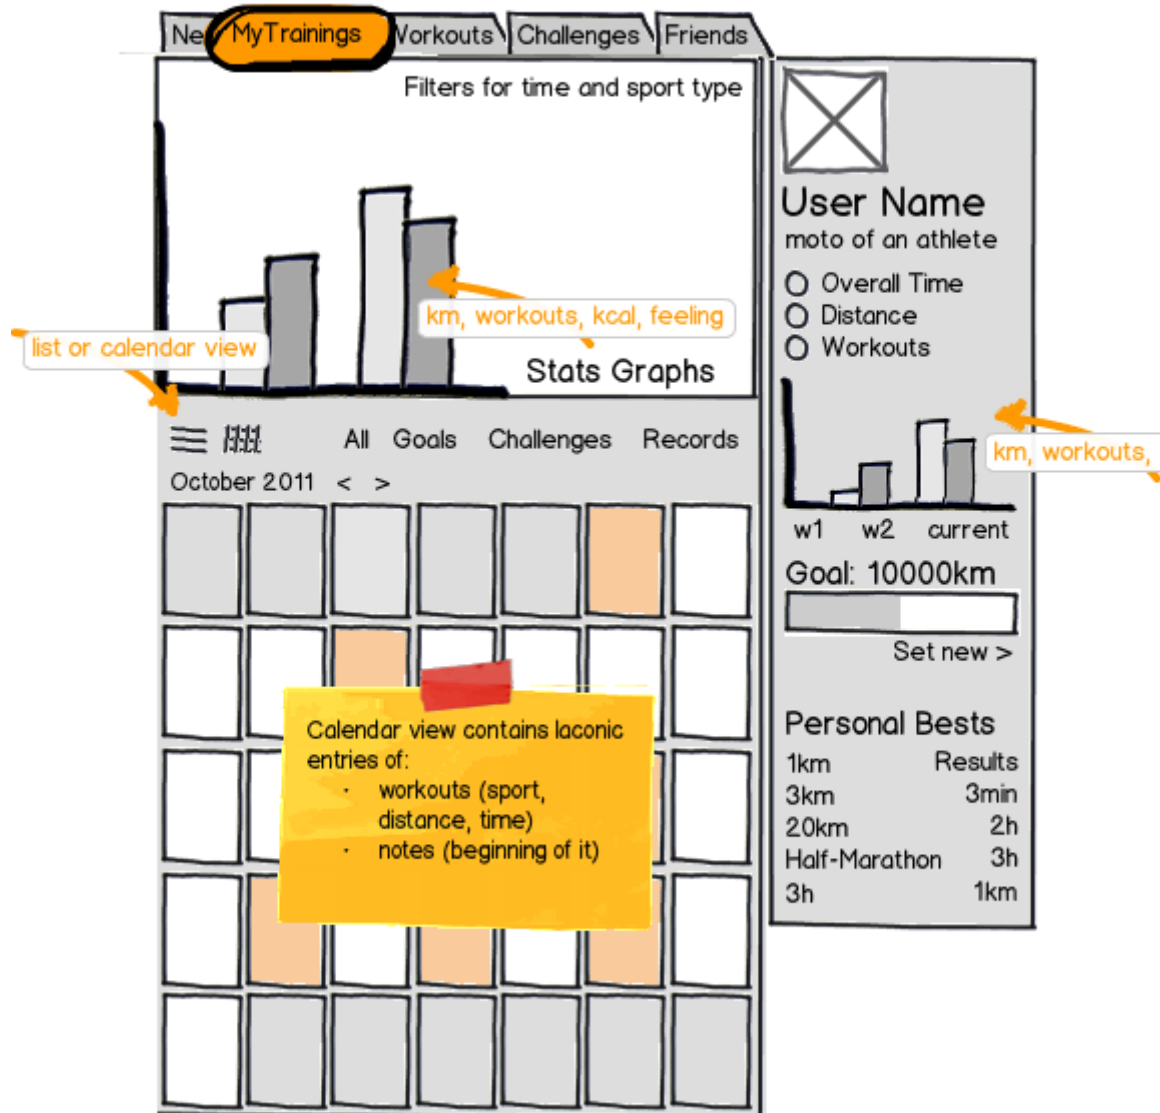 Ne MyTrainings Workouts Challenges Friends
Filters for time and sport type
km, workouts, kcal, feeling
list or calendar view
Stats Graphs
All Goals Challenges Records
October 2011 < >
Calendar view contains laconic
entries of:
· workouts (sport,
distance, time)
· notes (beginning of it)
User Name
moto of an athlete
Overall Time
Distance
Workouts
km, workouts,
w1 w2 current
Goal: 10000km
Set new >
Personal Bests
1km Results
3km 3min
20km 2h
Half-Marathon 3h
3h 1km